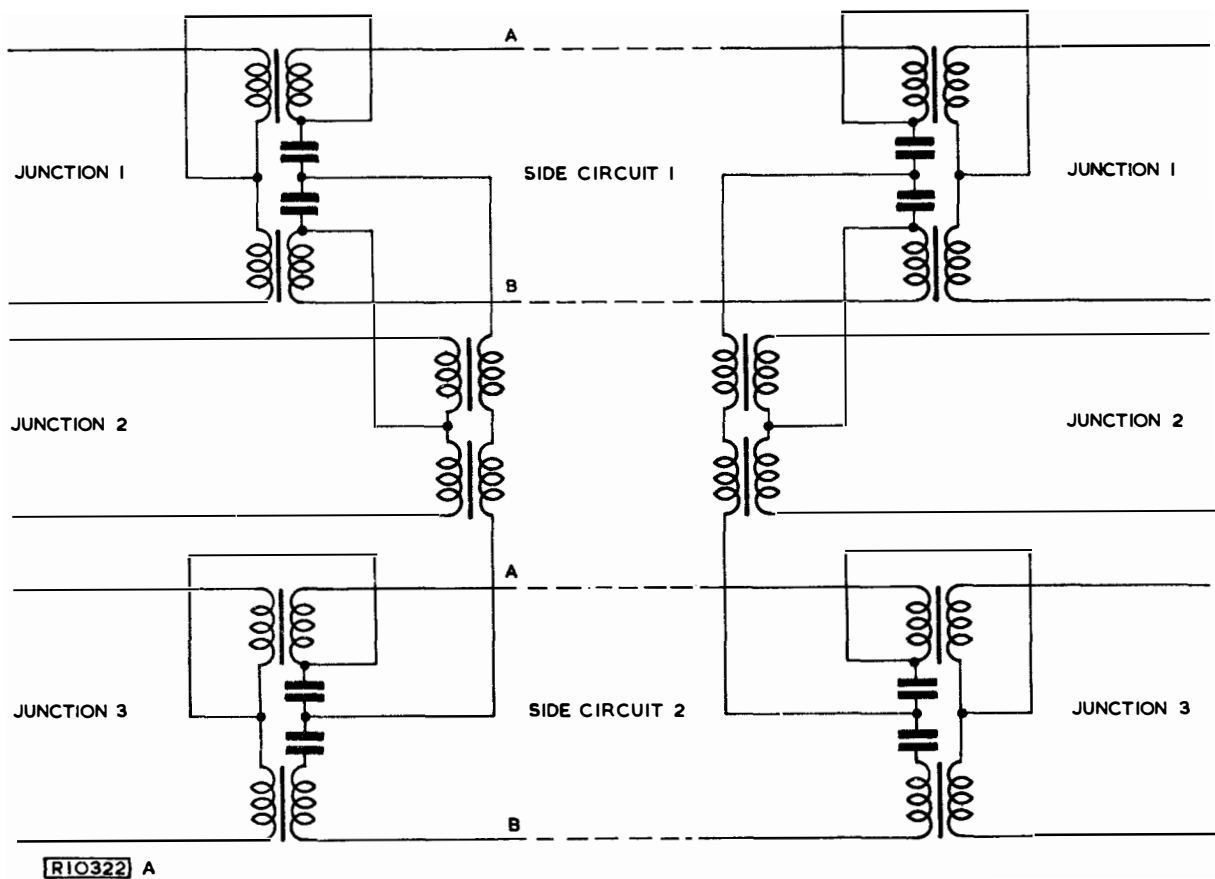 A
JUNCTION 1
SIDE CIRCUIT 1
JUNCTION 1
B
JUNCTION 2
JUNCTION 2
A
JUNCTION 3
SIDE CIRCUIT 2
JUNCTION 3
B
R10322 A